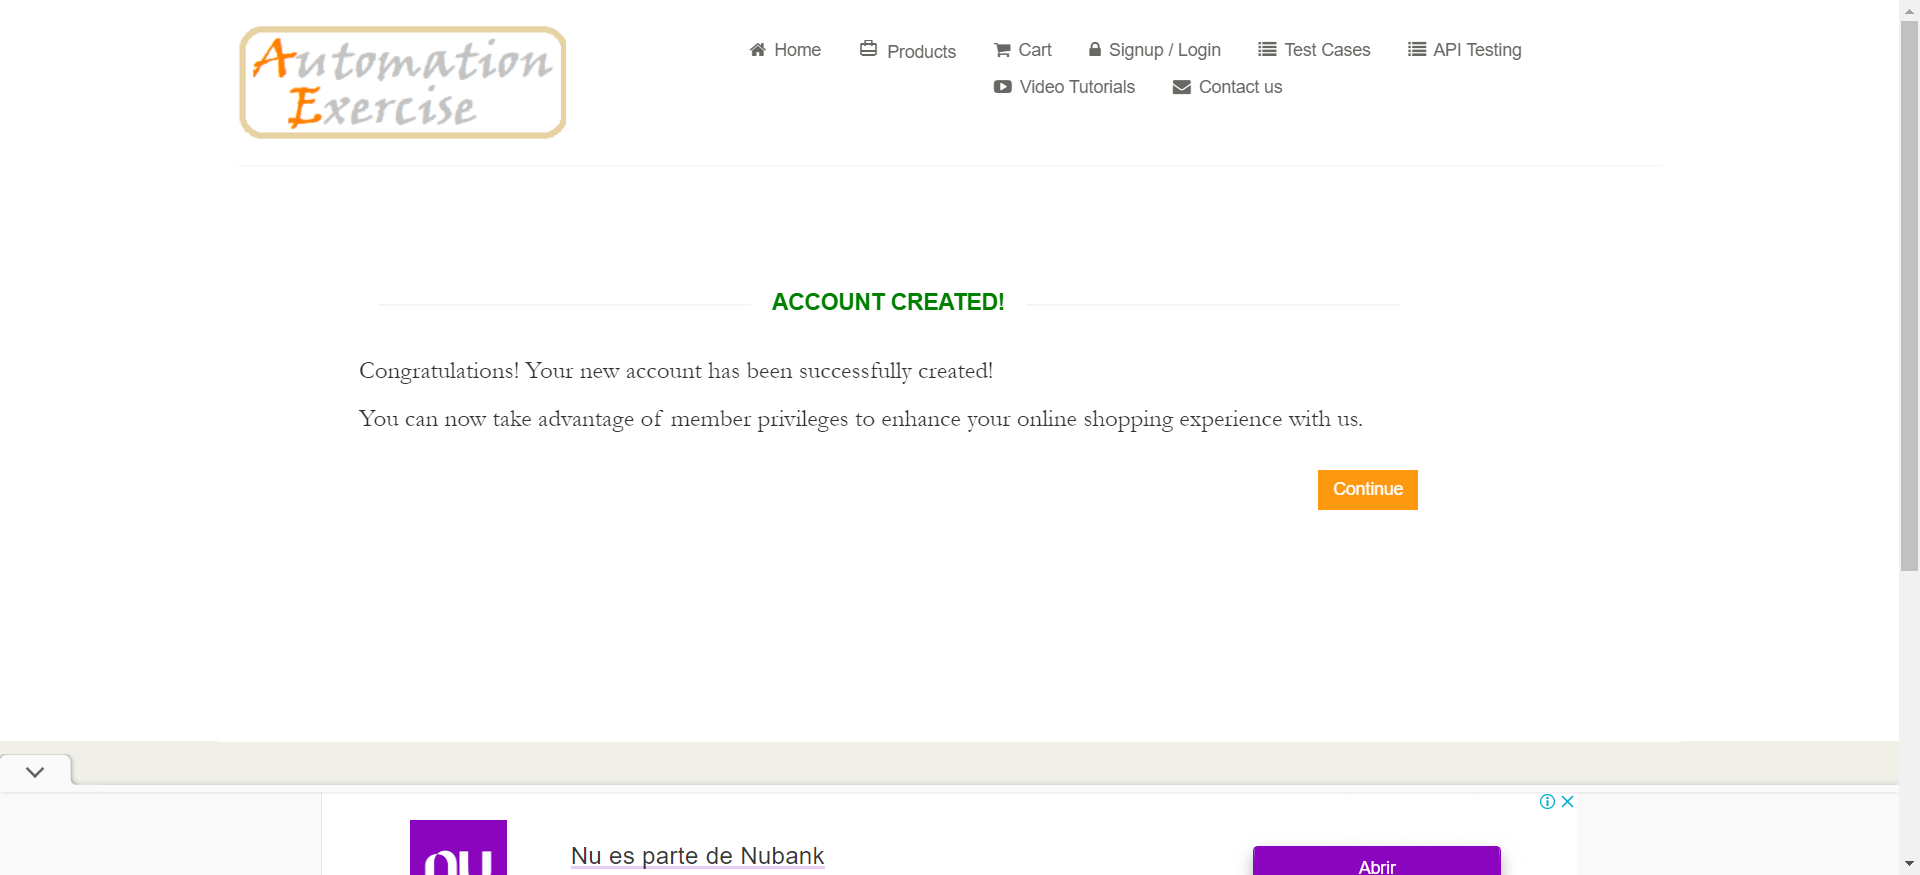 Automation
Exercise
Home
Products
Cart
Signup / Login
Test Cases
API Testing
Video Tutorials
Contact us
ACCOUNT CREATED!
Congratulations! Your new account has been successfully created!
You can now take advantage of member privileges to enhance your online shopping experience with us.
Continue
nu
Nu es parte de Nubank
Abrir